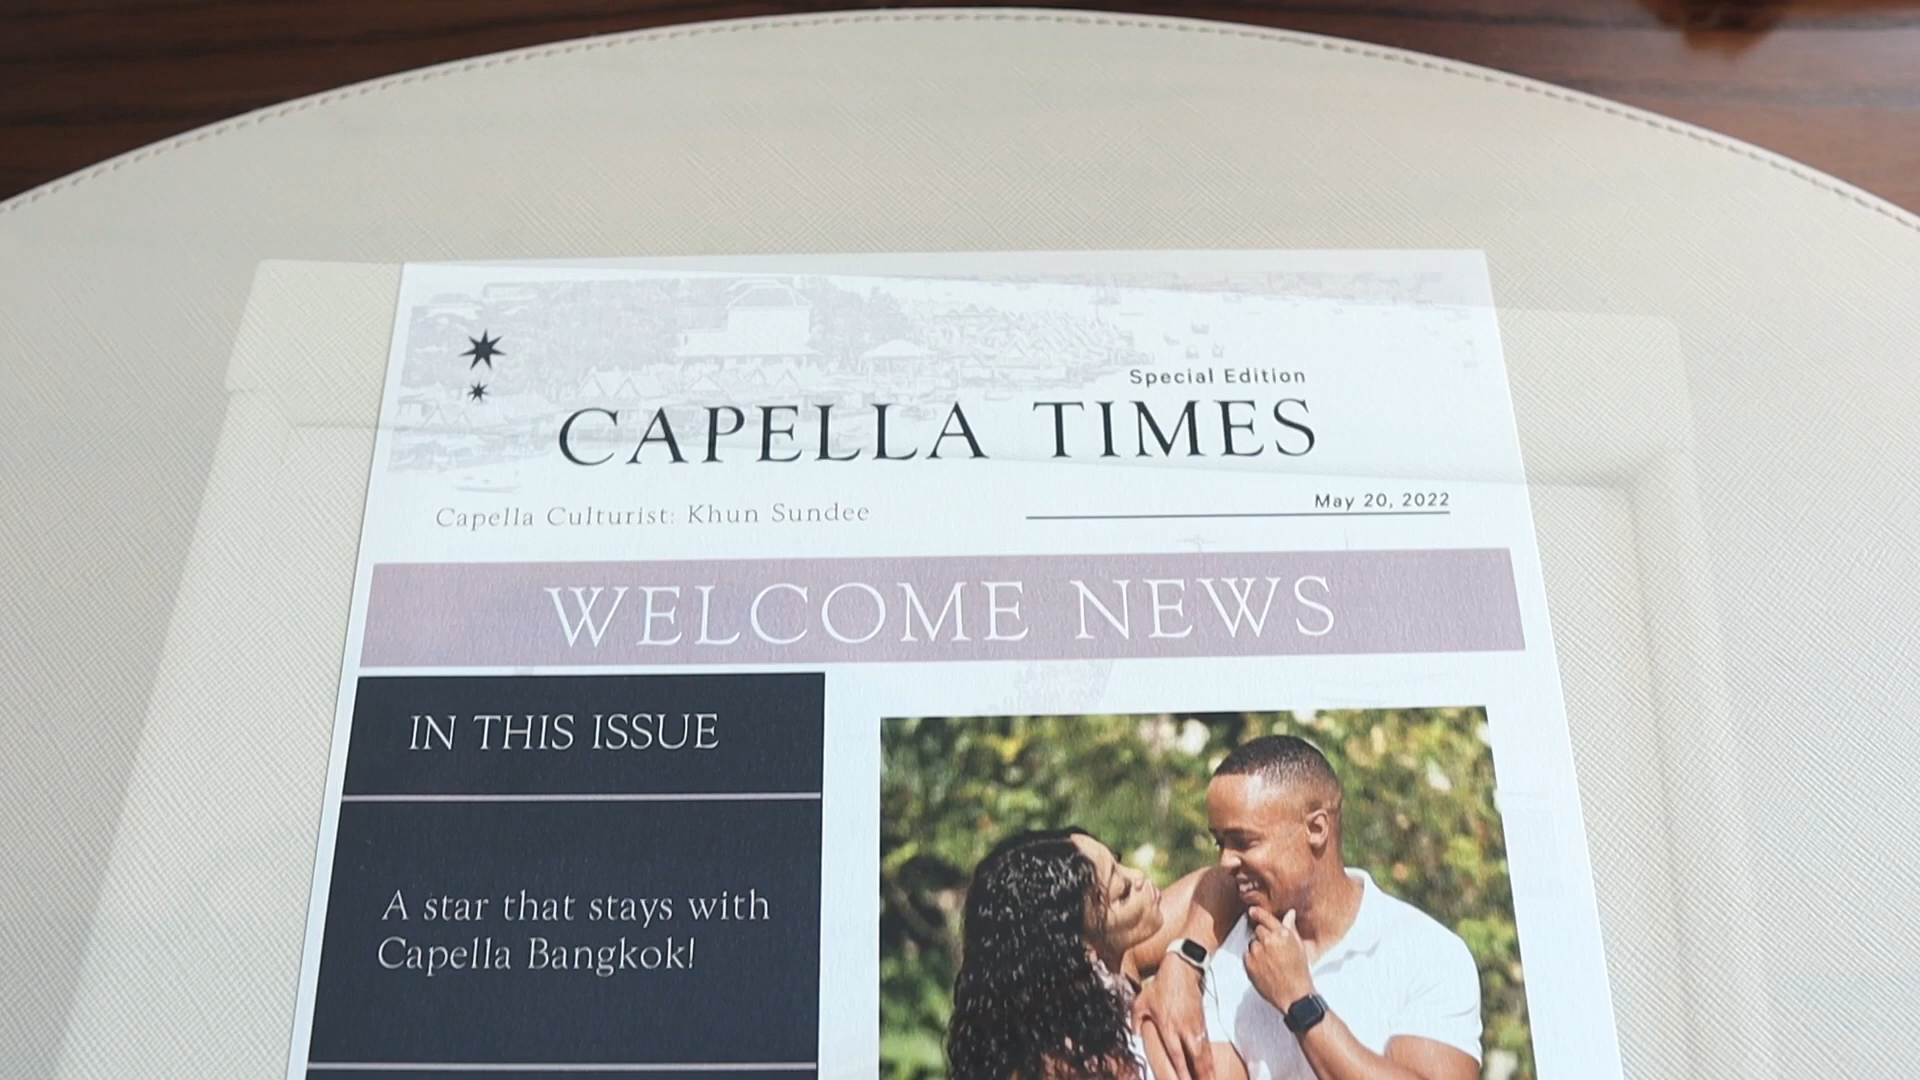 Special Edition
CAPELLA TIMES
Capella Culturist: Khun Sundee
May 20, 2022
WELCOME NEWS
IN THIS ISSUE
A star that stays with
Capella Bangkok!